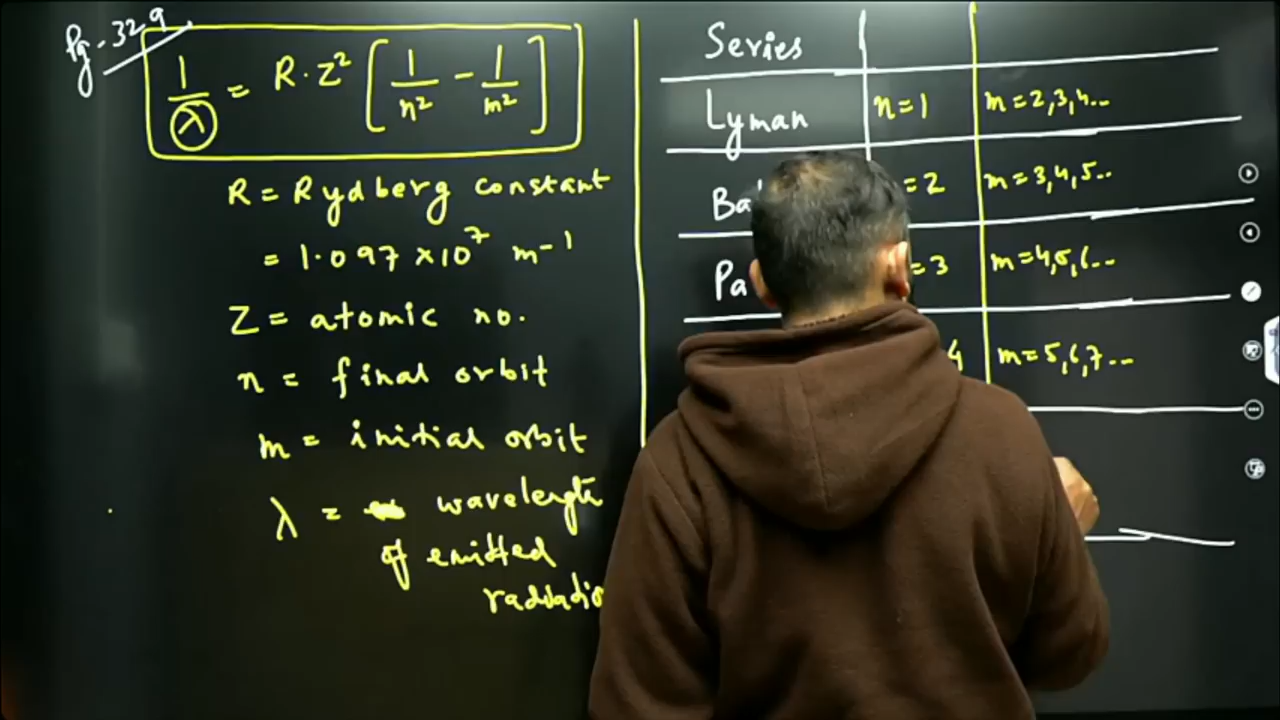 Pg-329
1/λ = R·Z² [1/n² - 1/m²]
R = Rydberg constant
= 1.097 × 10⁷ m-1
Z = atomic no.
n = final orbit
m = initial orbit
λ = wavelength
of emitted
Series
Lyman n=1 m=2,3,4...
=2 m=3,4,5..
=3 m=4,5,6...
4 m=5,6,7...